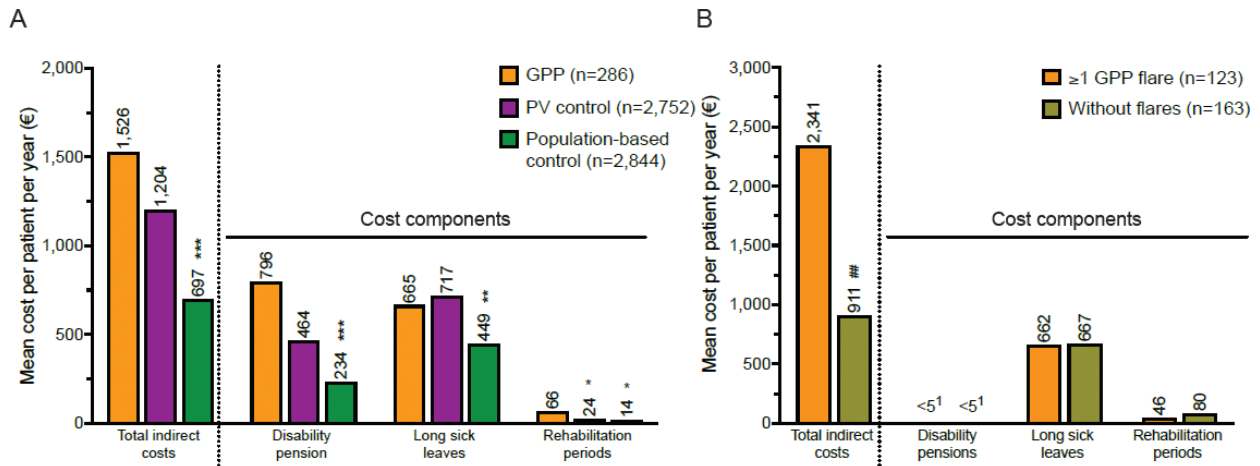 A
Mean cost per patient per year (€)
2,000
1,500
1,000
500
0
GPP (n=286)
PV control (n=2,752)
Population-based
control (n=2,844)
Cost components
1,526
1,204
697 ***
796
464
234 ***
665
717
449 **
66
24 *
14 *
Total indirect
costs
Disability
pension
Long sick
leaves
Rehabilitation
periods
B
Mean cost per patient per year (€)
3,000
2,500
2,000
1,500
1,000
500
0
≥1 GPP flare (n=123)
Without flares (n=163)
Cost components
2,341
911 ##
<5¹
<5¹
662
667
46
80
Total indirect
costs
Disability
pensions
Long sick
leaves
Rehabilitation
periods